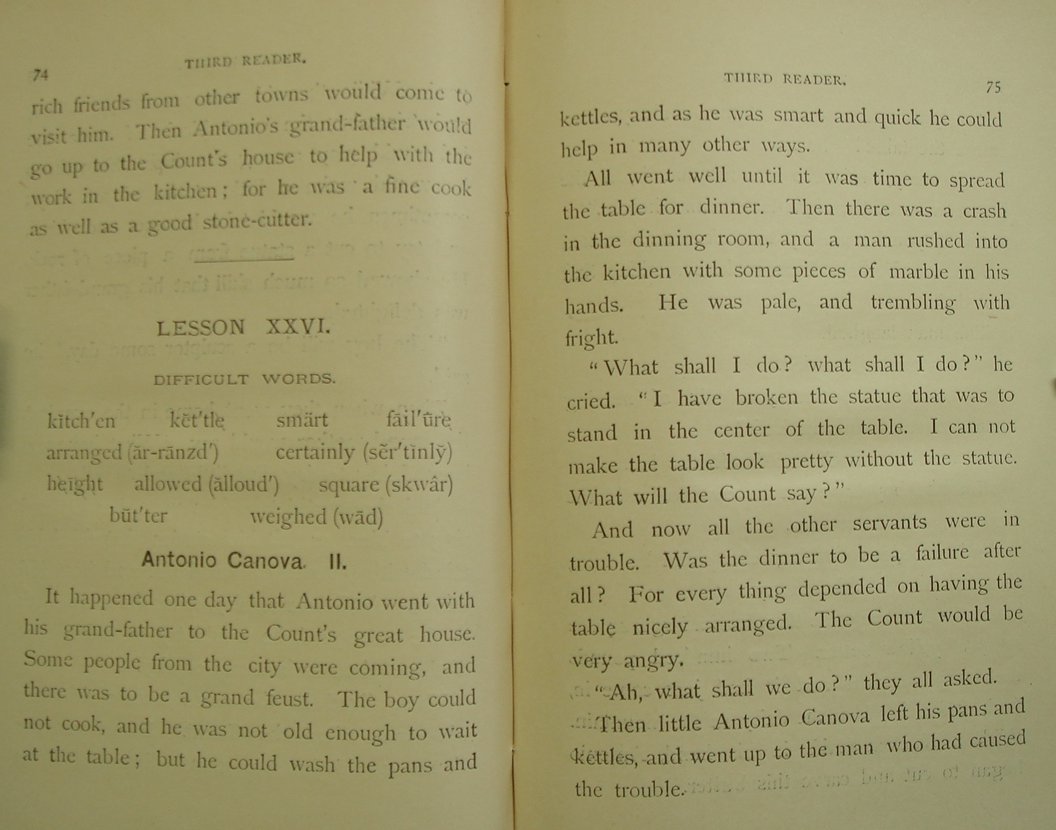 74
THIRD READER.
rich friends from other towns would come to
visit him. Then Antonio's grand-father would
go up to the Count's house to help with the
work in the kitchen; for he was a fine cook
as well as a good stone-cutter.
LESSON XXVI.
DIFFICULT WORDS.
kĭtch'en kĕt'tle smärt fāil'ūre
arranged (ăr-rānzd') certainly (sĕr'tĭnly̆)
heīght allowed (ălloud') square (skwâr)
bŭt'ter weighed (wād)
Antonio Canova. II.
It happened one day that Antonio went with
his grand-father to the Count's great house.
Some people from the city were coming, and
there was to be a grand feust. The boy could
not cook, and he was not old enough to wait
at the table; but he could wash the pans and
THIRD READER.
75
kettles, and as he was smart and quick he could
help in many other ways.
All went well until it was time to spread
the table for dinner. Then there was a crash
in the dinning room, and a man rushed into
the kitchen with some pieces of marble in his
hands. He was pale, and trembling with
fright.
"What shall I do? what shall I do?" he
cried. "I have broken the statue that was to
stand in the center of the table. I can not
make the table look pretty without the statue.
What will the Count say?"
And now all the other servants were in
trouble. Was the dinner to be a failure after
all? For every thing depended on having the
table nicely arranged. The Count would be
very angry.
"Ah, what shall we do?" they all asked.
Then little Antonio Canova left his pans and
kettles, and went up to the man who had caused
the trouble.